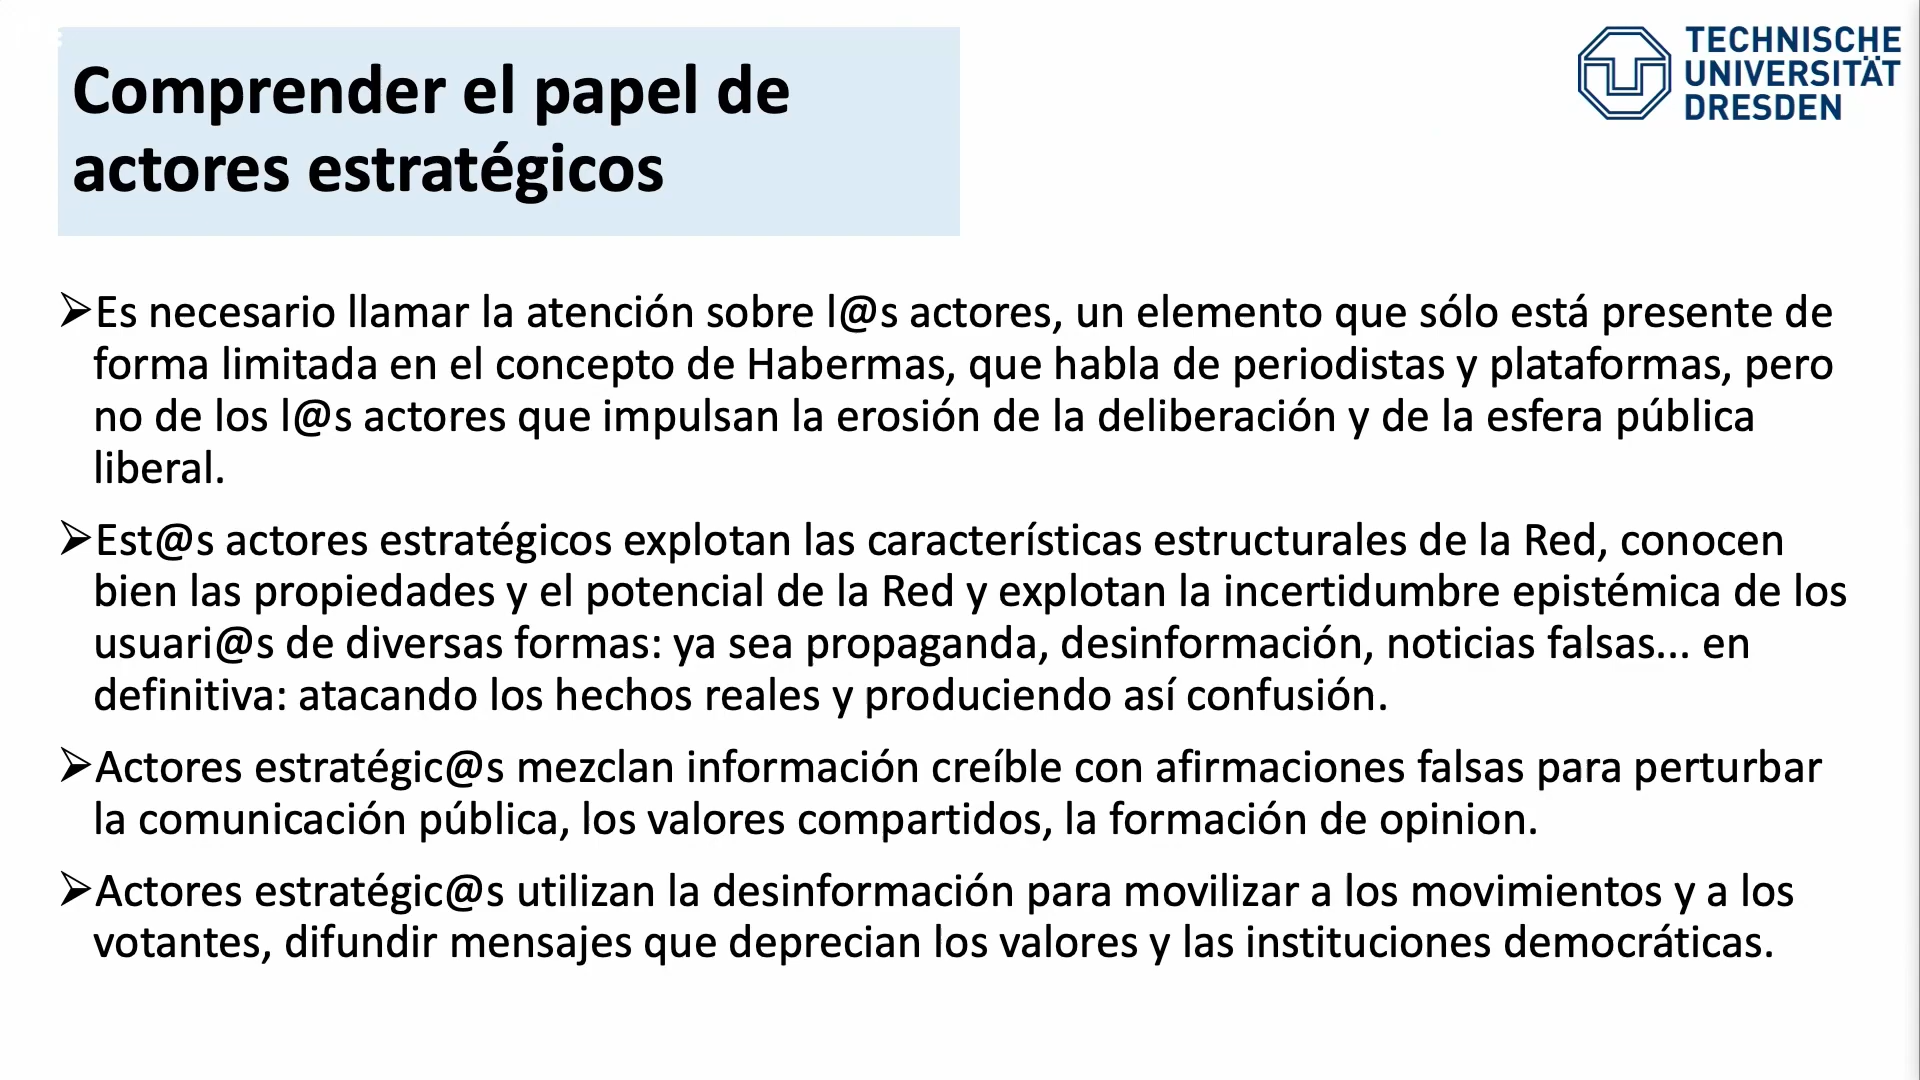 Comprender el papel de
actores estratégicos
TECHNISCHE
UNIVERSITÄT
DRESDEN
➢Es necesario llamar la atención sobre l@s actores, un elemento que sólo está presente de
forma limitada en el concepto de Habermas, que habla de periodistas y plataformas, pero
no de los l@s actores que impulsan la erosión de la deliberación y de la esfera pública
liberal.
➢Est@s actores estratégicos explotan las características estructurales de la Red, conocen
bien las propiedades y el potencial de la Red y explotan la incertidumbre epistémica de los
usuari@s de diversas formas: ya sea propaganda, desinformación, noticias falsas... en
definitiva: atacando los hechos reales y produciendo así confusión.
➢Actores estratégic@s mezclan información creíble con afirmaciones falsas para perturbar
la comunicación pública, los valores compartidos, la formación de opinion.
➢Actores estratégic@s utilizan la desinformación para movilizar a los movimientos y a los
votantes, difundir mensajes que deprecian los valores y las instituciones democráticas.